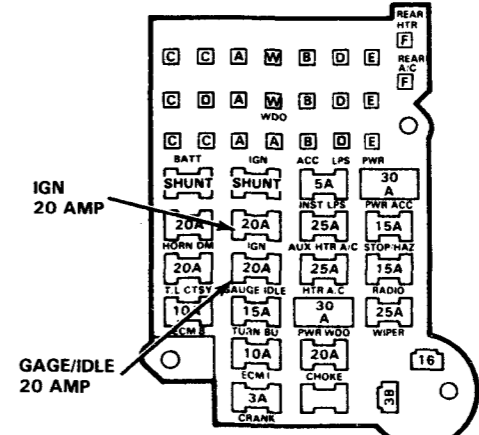 REAR
HTR
F
C C A W B D E
REAR
A/C
F
C D A W B D E
WDO
C C A A B D E
BATT IGN ACC LPS PWR
SHUNT SHUNT 5A 30 A
IGN
20 AMP
INST LPS PWR ACC
20A 20A 25A 15A
HORN DM IGN AUX HTR A/C STOP HAZ
20A 20A 25A 15A
T.L CTSY GAUGE IDLE HTR A.C RADIO
10A 15A 30 A 25A
ECM B TURN BU PWR WDO WIPER
GAGE/IDLE
20 AMP
10A 20A 16
ECM I CHOKE
3A 3B
CRANK